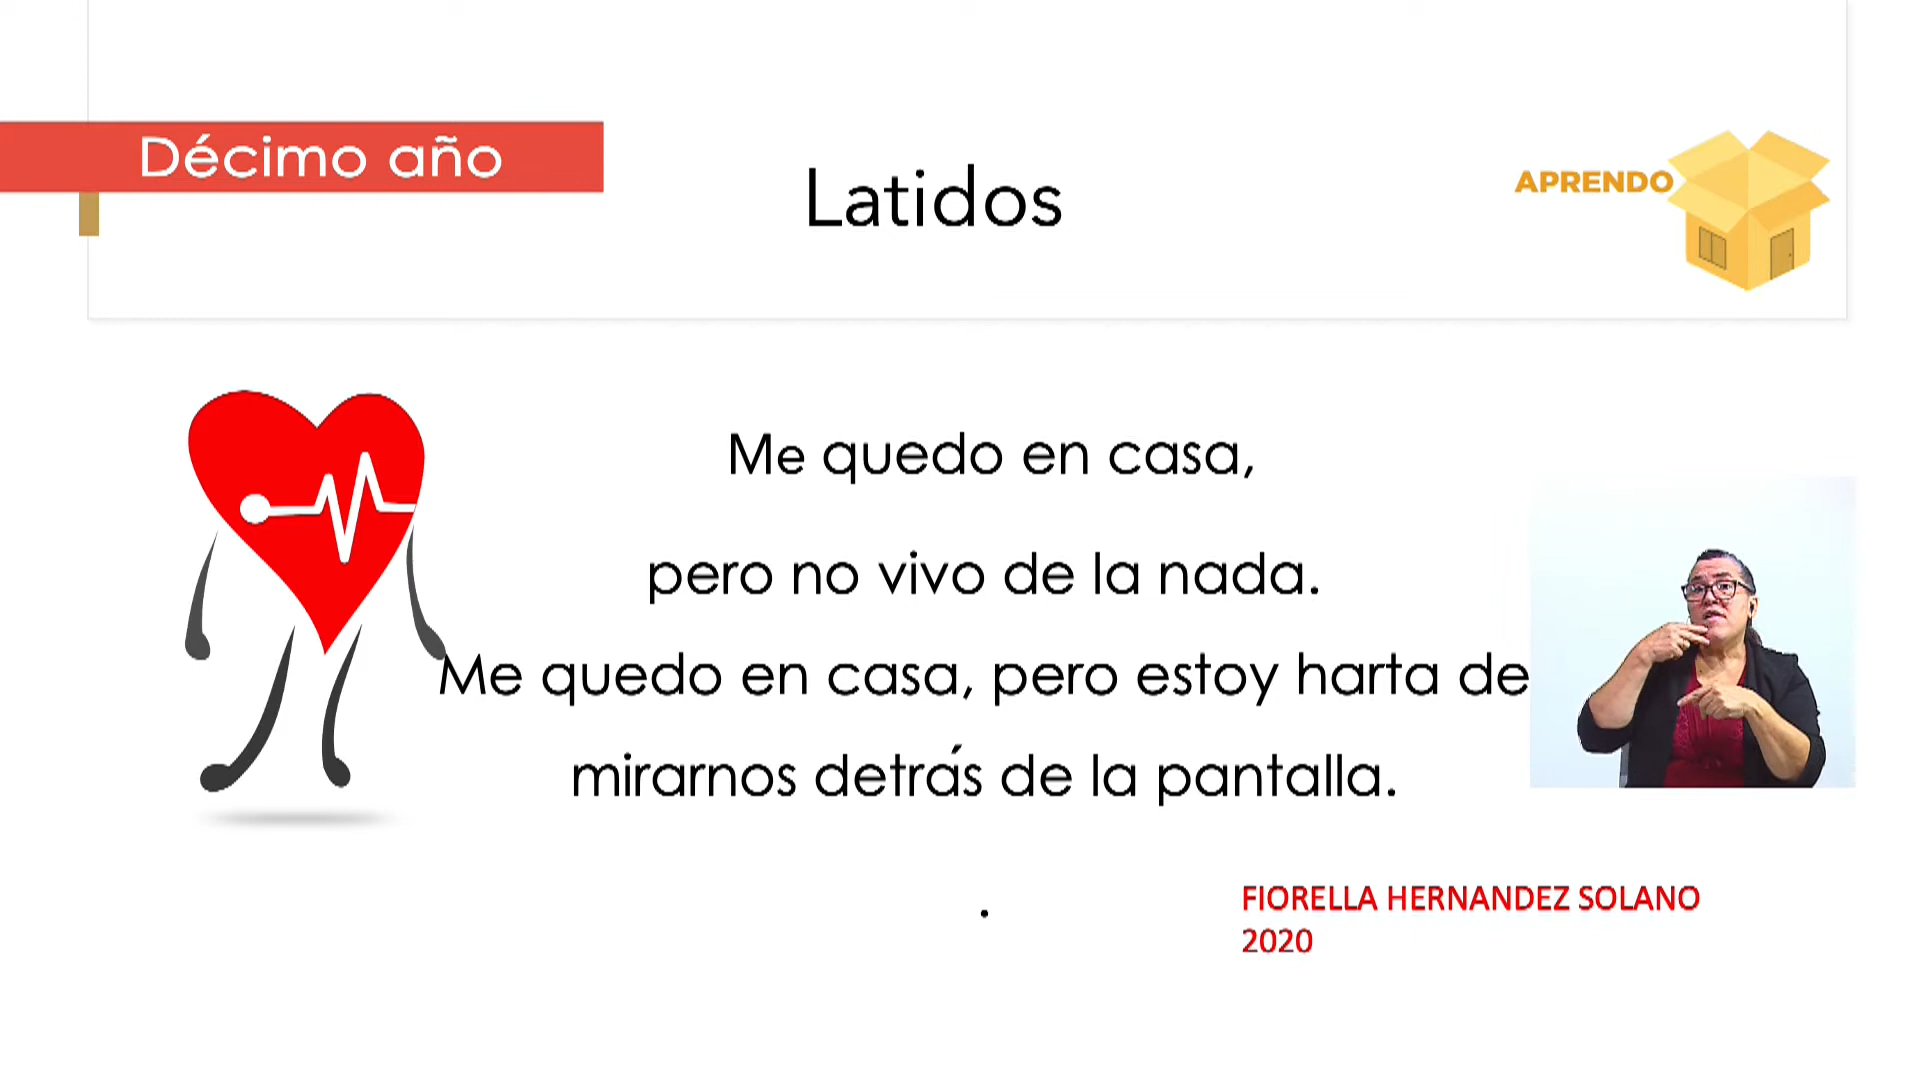 Décimo año
Latidos
APRENDO
Me quedo en casa,
pero no vivo de la nada.
Me quedo en casa, pero estoy harta de
mirarnos detrás de la pantalla.
.
FIORELLA HERNANDEZ SOLANO
2020